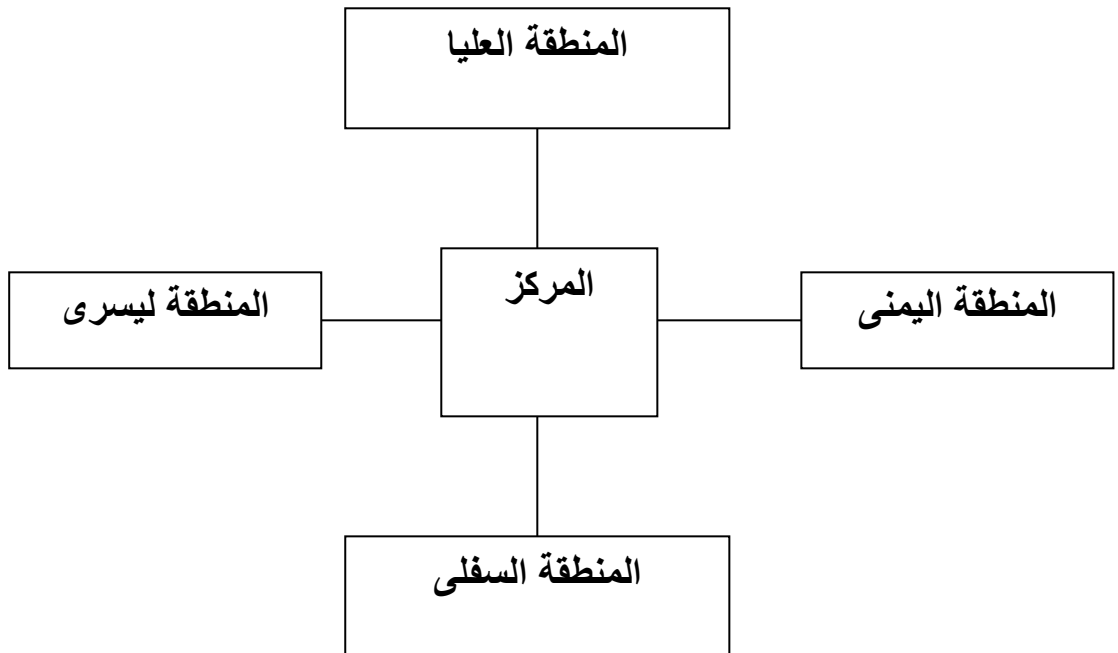 المنطقة العليا
المركز
المنطقة اليمنى
المنطقة ليسرى
المنطقة السفلى